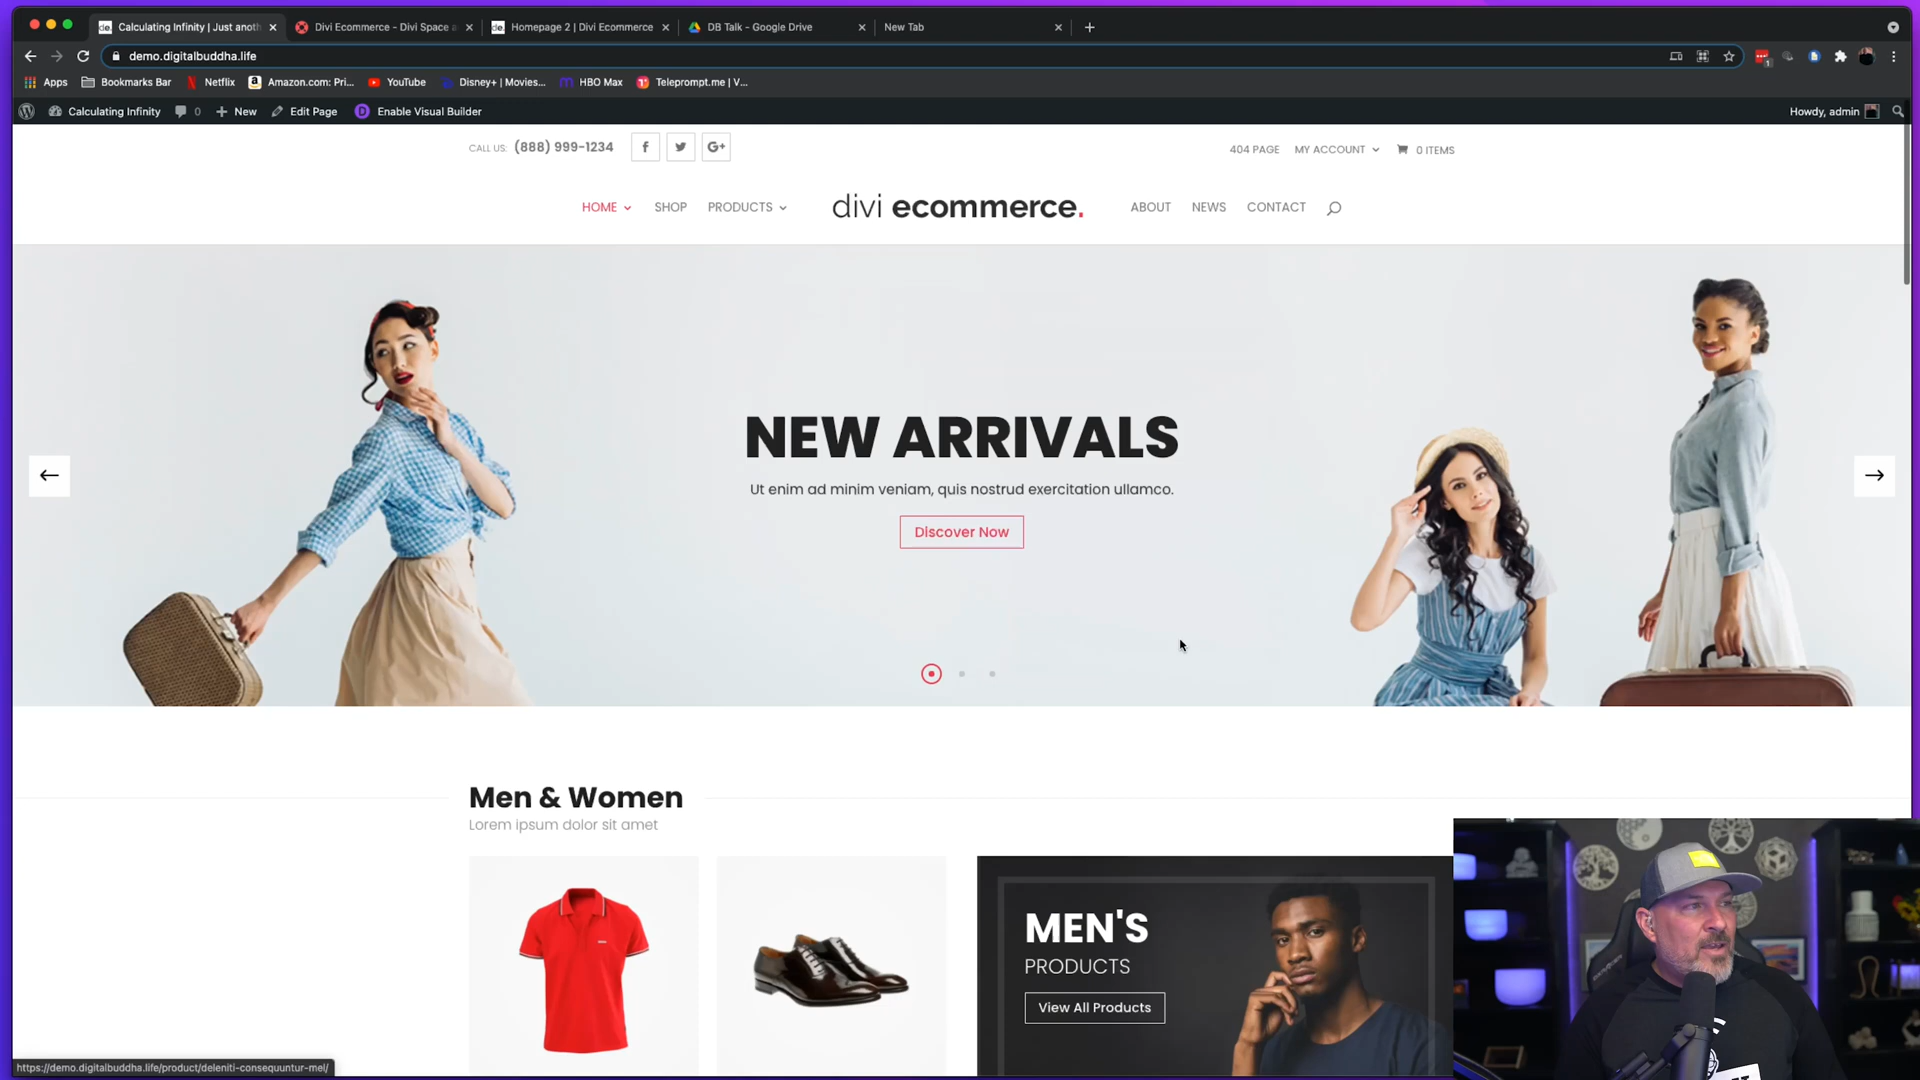 Calculating Infinity | Just anoth
Divi Ecommerce - Divi Space a
de. Homepage 2 | Divi Ecommerce
DB Talk - Google Drive
New Tab
demo.digitalbuddha.life
Apps
Bookmarks Bar
Netflix
Amazon.com: Pri...
YouTube
Disney+ | Movies...
HBO Max
Teleprompt.me | V...
Calculating Infinity
0
New
Edit Page
Enable Visual Builder
Howdy, admin
CALL US: (888) 999-1234
404 PAGE
MY ACCOUNT
0 ITEMS
HOME
SHOP
PRODUCTS
divi ecommerce.
ABOUT
NEWS
CONTACT
NEW ARRIVALS
Ut enim ad minim veniam, quis nostrud exercitation ullamco.
Discover Now
Men & Women
Lorem ipsum dolor sit amet
MEN'S
PRODUCTS
View All Products
https://demo.digitalbuddha.life/product/deleniti-consequuntur-mel/